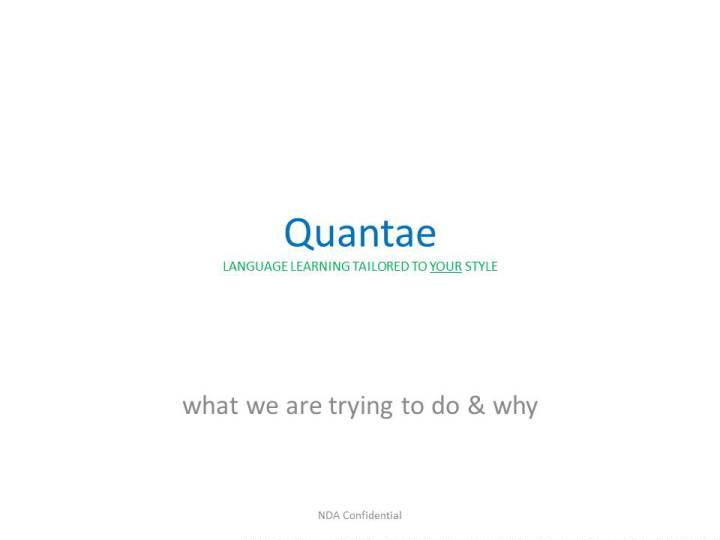 Quantae
LANGUAGE LEARNING TAILORED TO YOUR STYLE
what we are trying to do & why
NDA Confidential